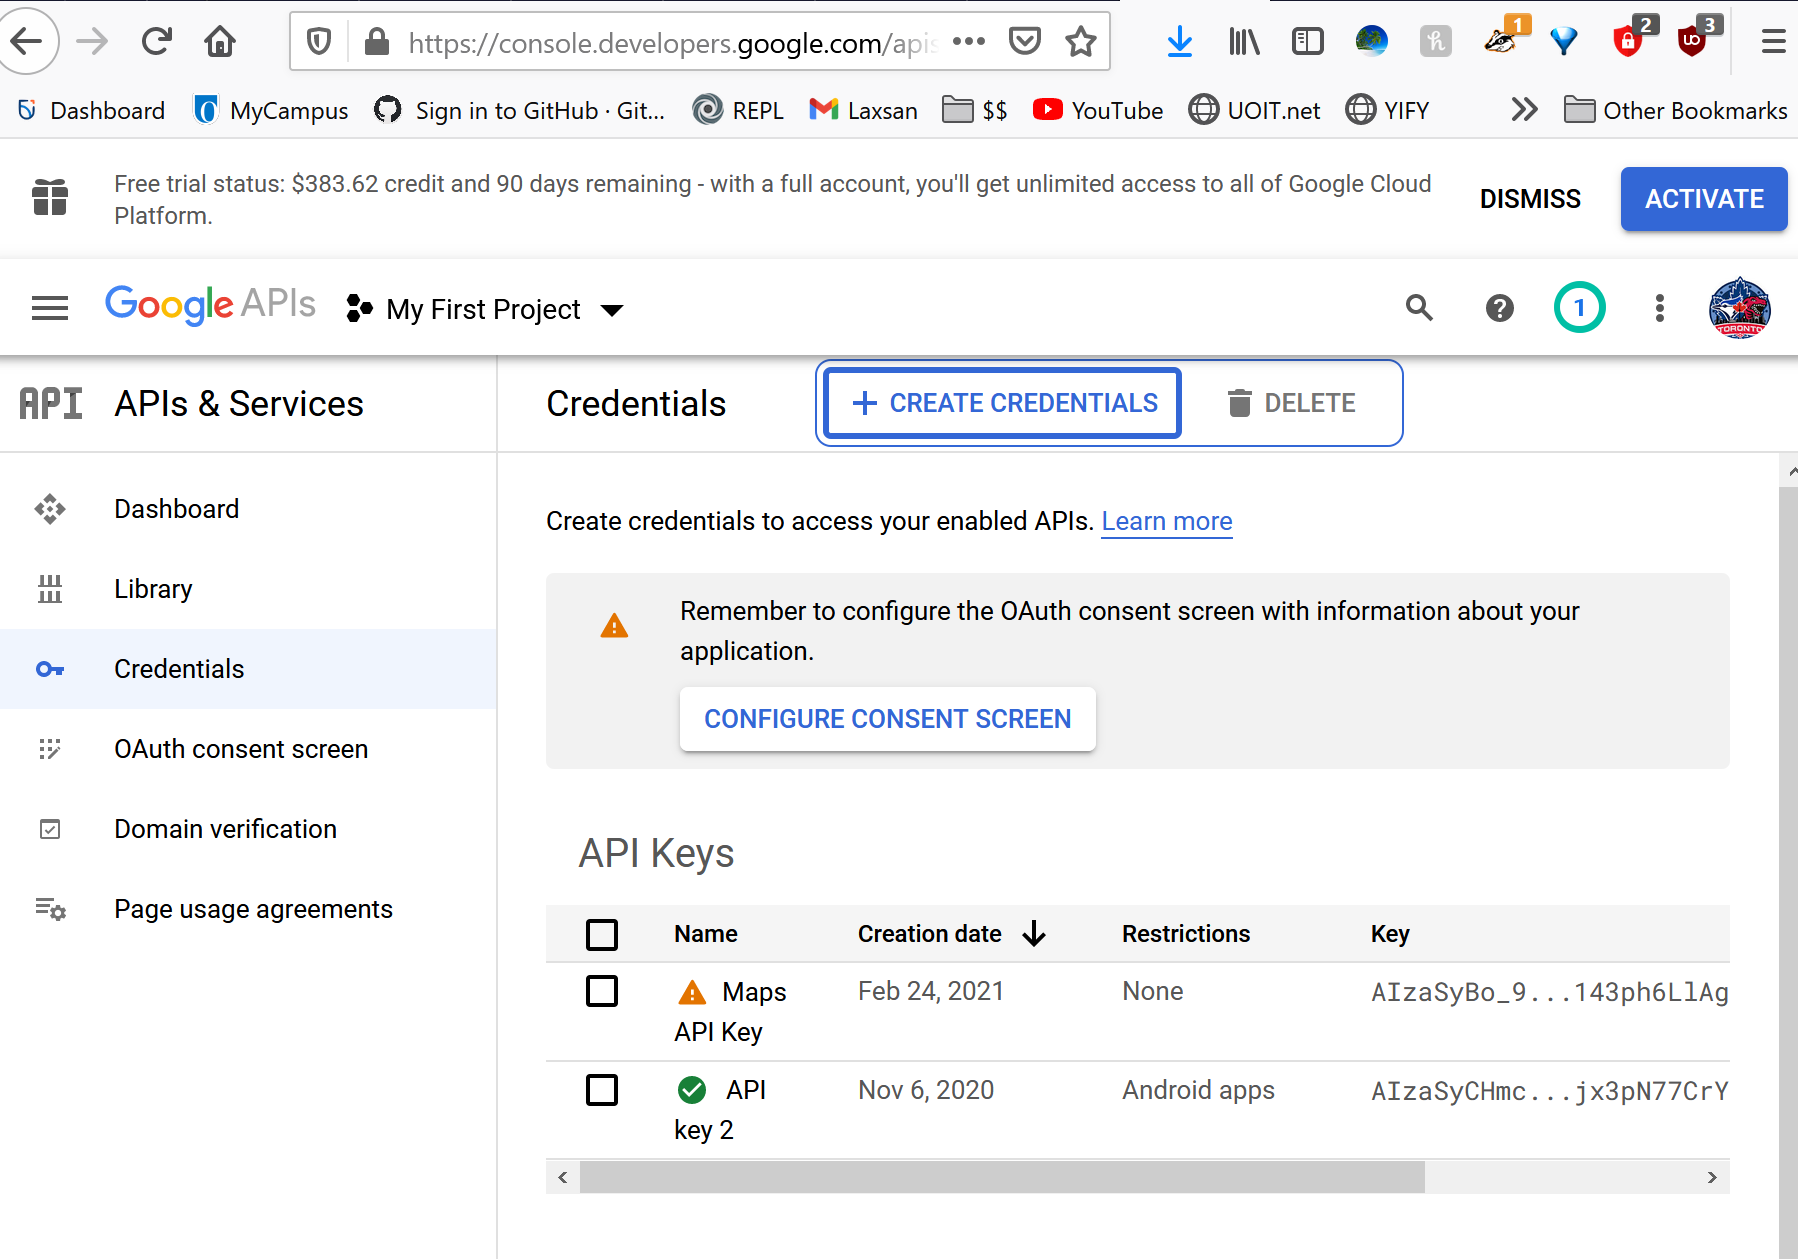 https://console.developers.google.com/apis
1
2
3
Dashboard
MyCampus
Sign in to GitHub · Git...
REPL
Laxsan
$$
YouTube
UOIT.net
YIFY
Other Bookmarks
Free trial status: $383.62 credit and 90 days remaining - with a full account, you'll get unlimited access to all of Google Cloud
Platform.
DISMISS
ACTIVATE
Google APIs
My First Project
1
TORONTO
API
APIs & Services
Credentials
+ CREATE CREDENTIALS
DELETE
Dashboard
Library
Credentials
OAuth consent screen
Domain verification
Page usage agreements
Create credentials to access your enabled APIs. Learn more
Remember to configure the OAuth consent screen with information about your
application.
CONFIGURE CONSENT SCREEN
API Keys
Name Creation date Restrictions Key
Maps Feb 24, 2021 None AIzaSyBo_9...143ph6LlAg
API Key
API Nov 6, 2020 Android apps AIzaSyCHmc...jx3pN77CrY
key 2